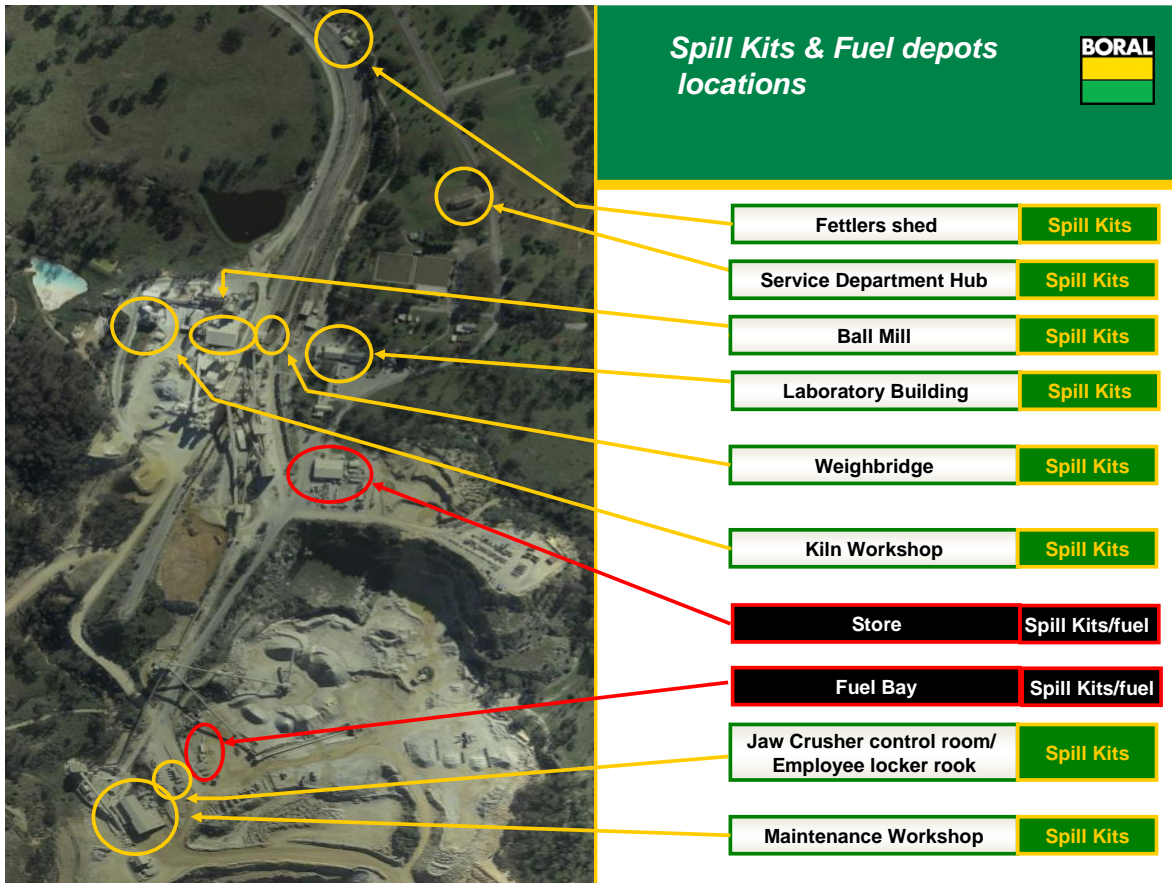 Spill Kits & Fuel depots
locations
BORAL
Fettlers shed Spill Kits
Service Department Hub Spill Kits
Ball Mill Spill Kits
Laboratory Building Spill Kits
Weighbridge Spill Kits
Kiln Workshop Spill Kits
Store Spill Kits/fuel
Fuel Bay Spill Kits/fuel
Jaw Crusher control room/
Employee locker rook Spill Kits
Maintenance Workshop Spill Kits